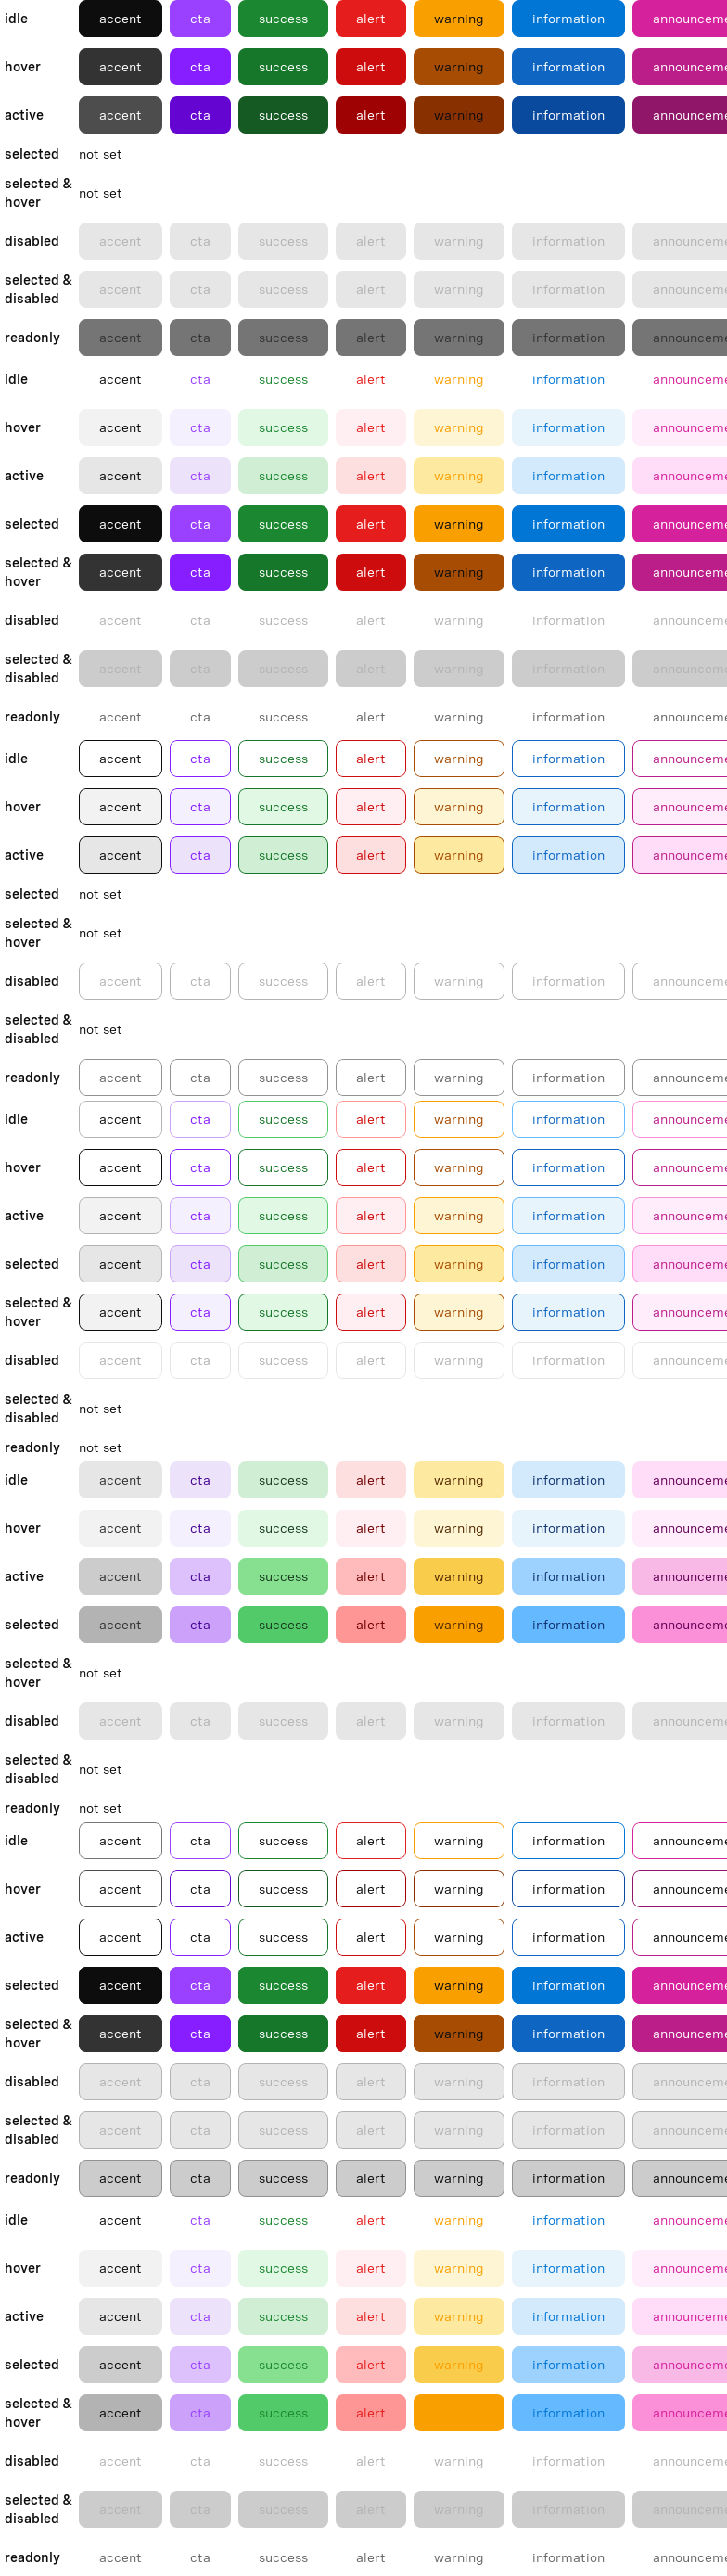 idle accent cta success alert warning information announceme
hover accent cta success alert warning information announceme
active accent cta success alert warning information announceme
selected not set
selected &
hover not set
disabled accent cta success alert warning information announceme
selected &
disabled accent cta success alert warning information announceme
readonly accent cta success alert warning information announceme
idle accent cta success alert warning information announceme
hover accent cta success alert warning information announceme
active accent cta success alert warning information announceme
selected accent cta success alert warning information announceme
selected &
hover accent cta success alert warning information announceme
disabled accent cta success alert warning information announceme
selected &
disabled accent cta success alert warning information announceme
readonly accent cta success alert warning information announceme
idle accent cta success alert warning information announceme
hover accent cta success alert warning information announceme
active accent cta success alert warning information announceme
selected not set
selected &
hover not set
disabled accent cta success alert warning information announceme
selected &
disabled not set
readonly accent cta success alert warning information announceme
idle accent cta success alert warning information announceme
hover accent cta success alert warning information announceme
active accent cta success alert warning information announceme
selected accent cta success alert warning information announceme
selected &
hover accent cta success alert warning information announceme
disabled accent cta success alert warning information announceme
selected &
disabled not set
readonly not set
idle accent cta success alert warning information announceme
hover accent cta success alert warning information announceme
active accent cta success alert warning information announceme
selected accent cta success alert warning information announceme
selected &
hover not set
disabled accent cta success alert warning information announceme
selected &
disabled not set
readonly not set
idle accent cta success alert warning information announceme
hover accent cta success alert warning information announceme
active accent cta success alert warning information announceme
selected accent cta success alert warning information announceme
selected &
hover accent cta success alert warning information announceme
disabled accent cta success alert warning information announceme
selected &
disabled accent cta success alert warning information announceme
readonly accent cta success alert warning information announceme
idle accent cta success alert warning information announceme
hover accent cta success alert warning information announceme
active accent cta success alert warning information announceme
selected accent cta success alert warning information announceme
selected &
hover accent cta success alert information announceme
disabled accent cta success alert warning information announceme
selected &
disabled accent cta success alert warning information announceme
readonly accent cta success alert warning information announceme